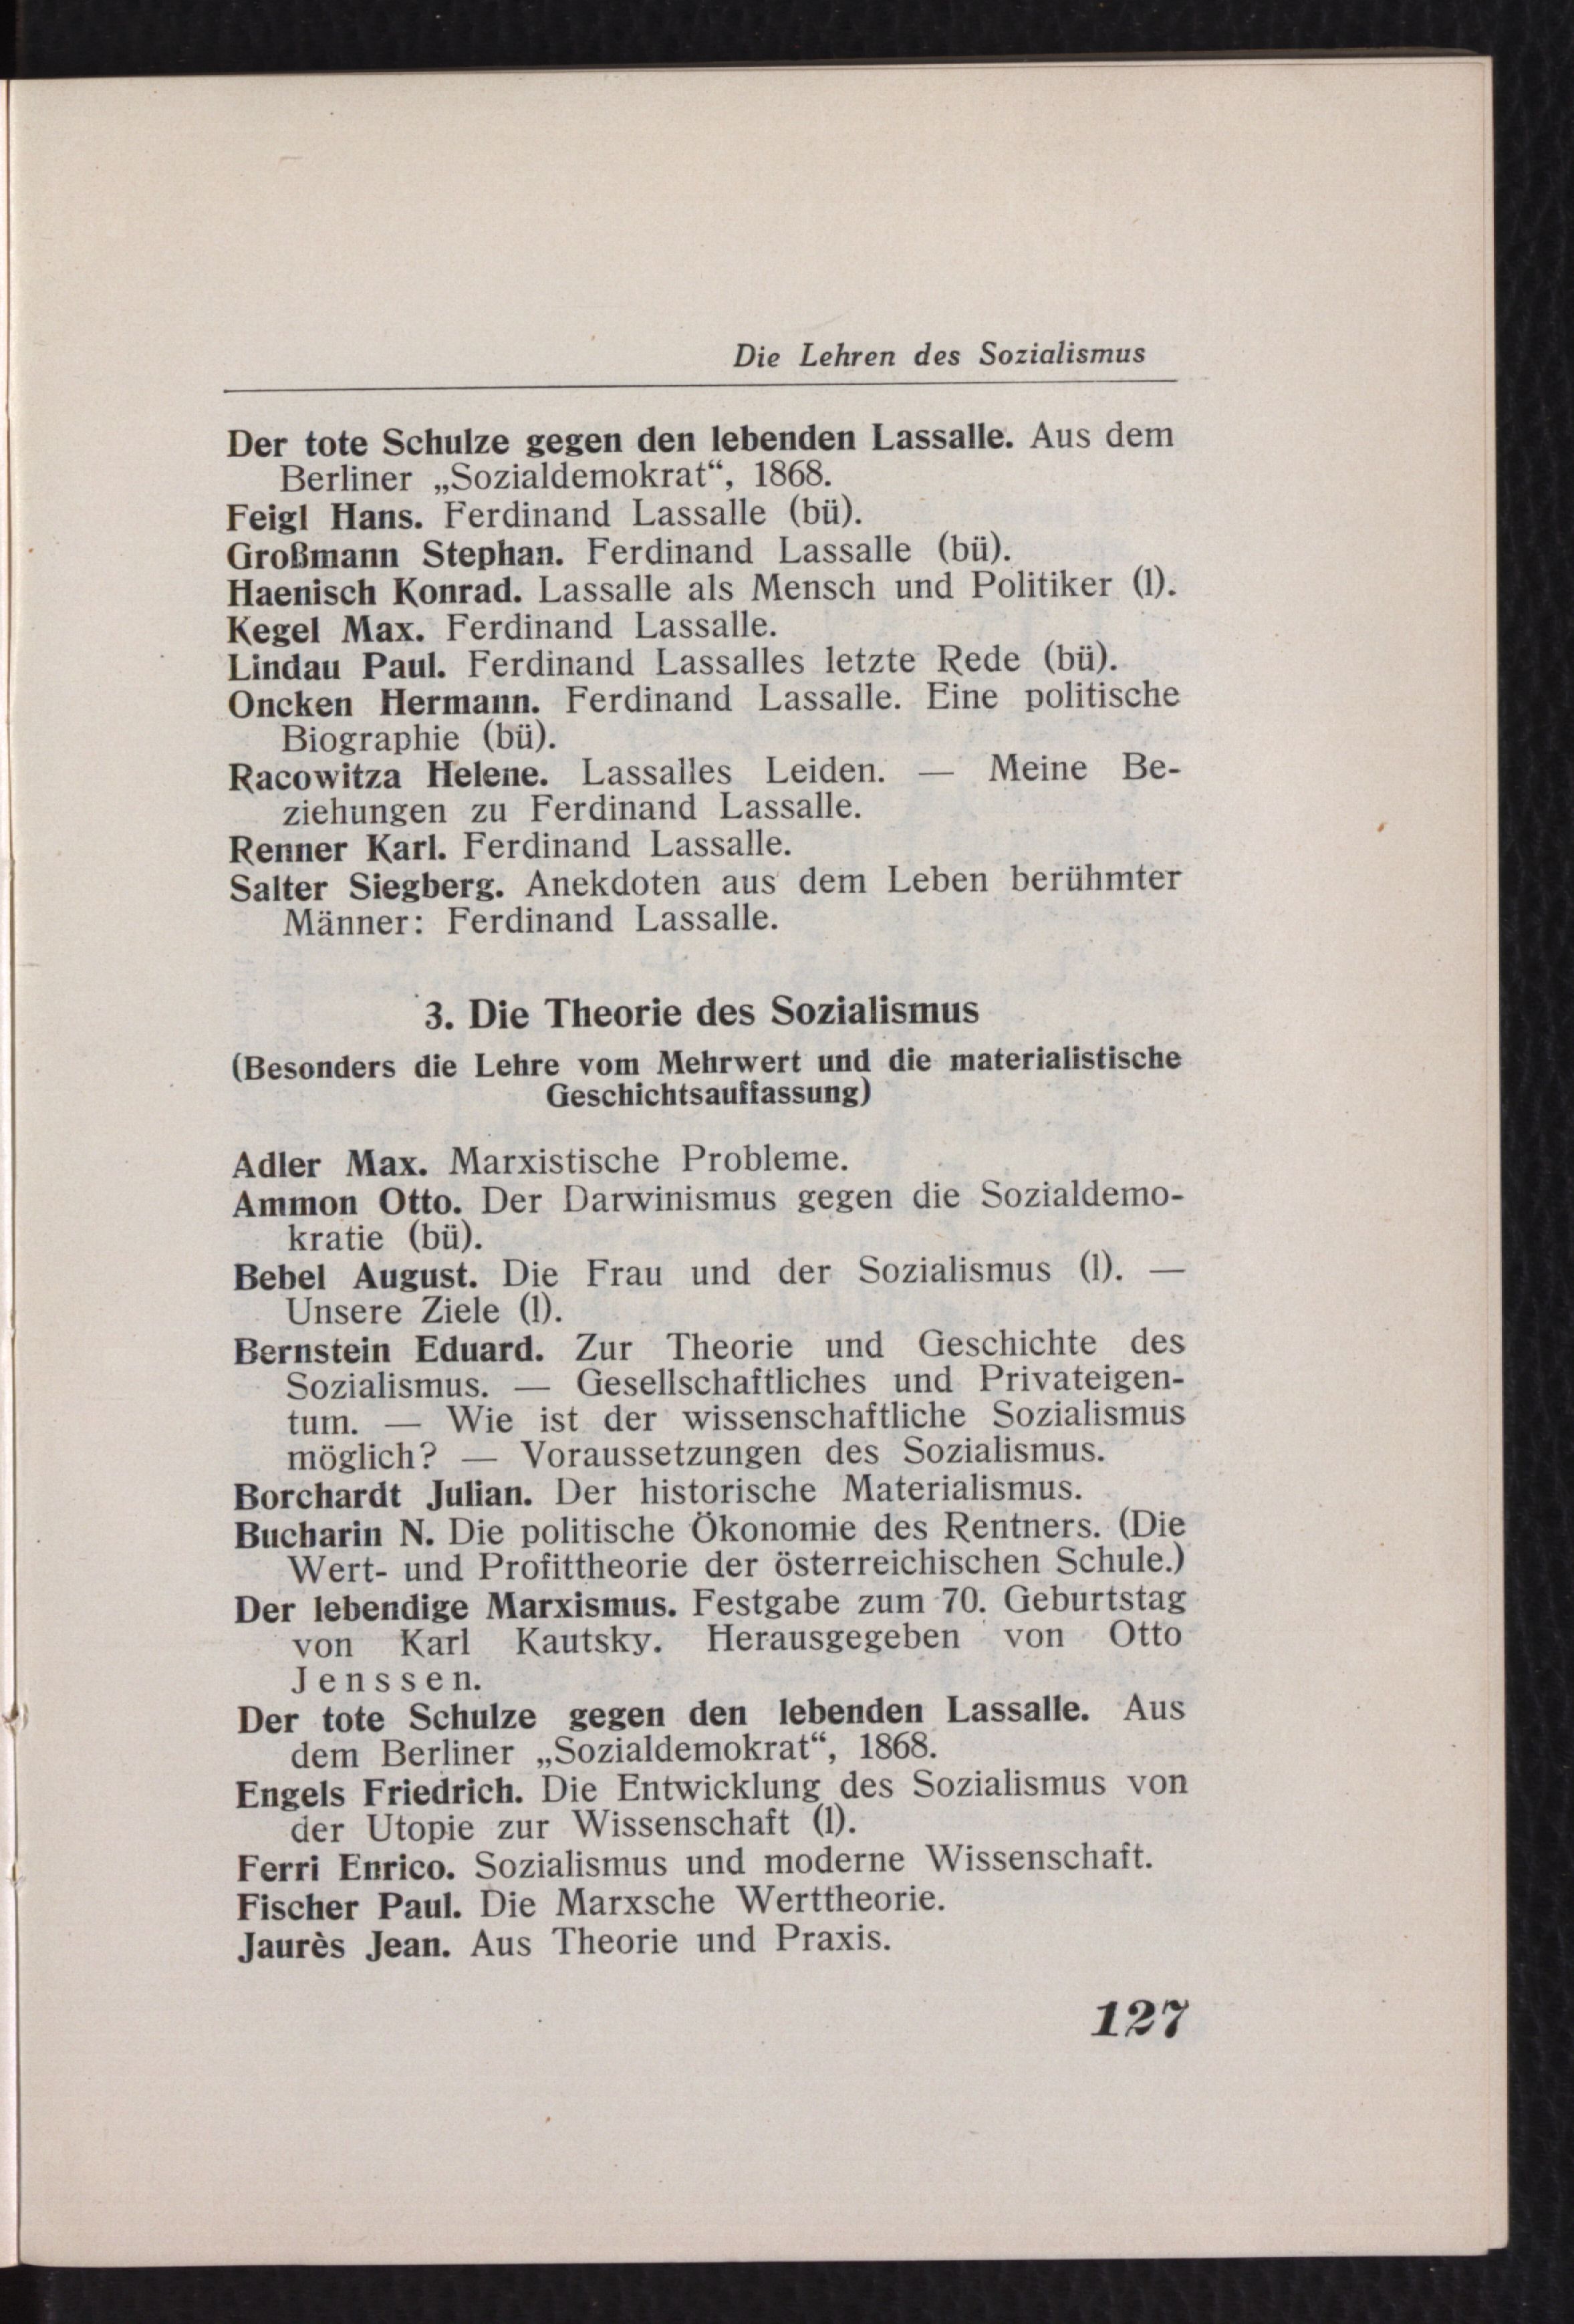 Die Lehren des Sozialismus
Der tote Schulze gegen den lebenden Lassalle. Aus dem
Berliner „Sozialdemokrat“, 1868.
Feigl Hans. Ferdinand Lassalle (bü).
Großmann Stephan. Ferdinand Lassalle (bü).
Haenisch Konrad. Lassalle als Mensch und Politiker (l).
Kegel Max. Ferdinand Lassalle.
Lindau Paul. Ferdinand Lassalles letzte Rede (bü).
Oncken Hermann. Ferdinand Lassalle. Eine politische
Biographie (bü).
Racowitza Helene. Lassalles Leiden. — Meine Be-
ziehungen zu Ferdinand Lassalle.
Renner Karl. Ferdinand Lassalle.
Salter Siegberg. Anekdoten aus dem Leben berühmter
Männer: Ferdinand Lassalle.
3. Die Theorie des Sozialismus
(Besonders die Lehre vom Mehrwert und die materialistische
Geschichtsauffassung)
Adler Max. Marxistische Probleme.
Ammon Otto. Der Darwinismus gegen die Sozialdemo-
kratie (bü).
Bebel August. Die Frau und der Sozialismus (l). —
Unsere Ziele (l).
Bernstein Eduard. Zur Theorie und Geschichte des
Sozialismus. — Gesellschaftliches und Privateigen-
tum. — Wie ist der wissenschaftliche Sozialismus
möglich? — Voraussetzungen des Sozialismus.
Borchardt Julian. Der historische Materialismus.
Bucharin N. Die politische Ökonomie des Rentners. (Die
Wert- und Profittheorie der österreichischen Schule.)
Der lebendige Marxismus. Festgabe zum 70. Geburtstag
von Karl Kautsky. Herausgegeben von Otto
Jenssen.
Der tote Schulze gegen den lebenden Lassalle. Aus
dem Berliner „Sozialdemokrat“, 1868.
Engels Friedrich. Die Entwicklung des Sozialismus von
der Utopie zur Wissenschaft (l).
Ferri Enrico. Sozialismus und moderne Wissenschaft.
Fischer Paul. Die Marxsche Werttheorie.
Jaurès Jean. Aus Theorie und Praxis.
127